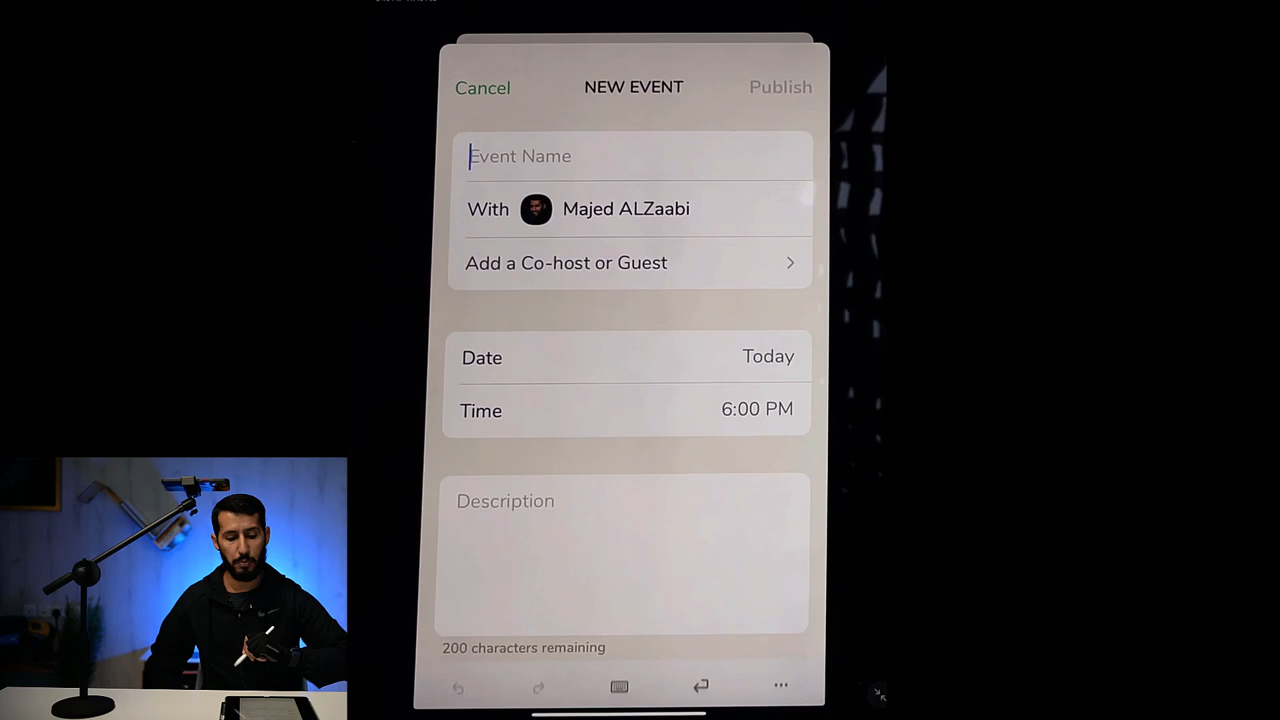 Cancel NEW EVENT Publish
Event Name
With Majed ALZaabi
Add a Co-host or Guest
Date Today
Time 6:00 PM
Description
200 characters remaining